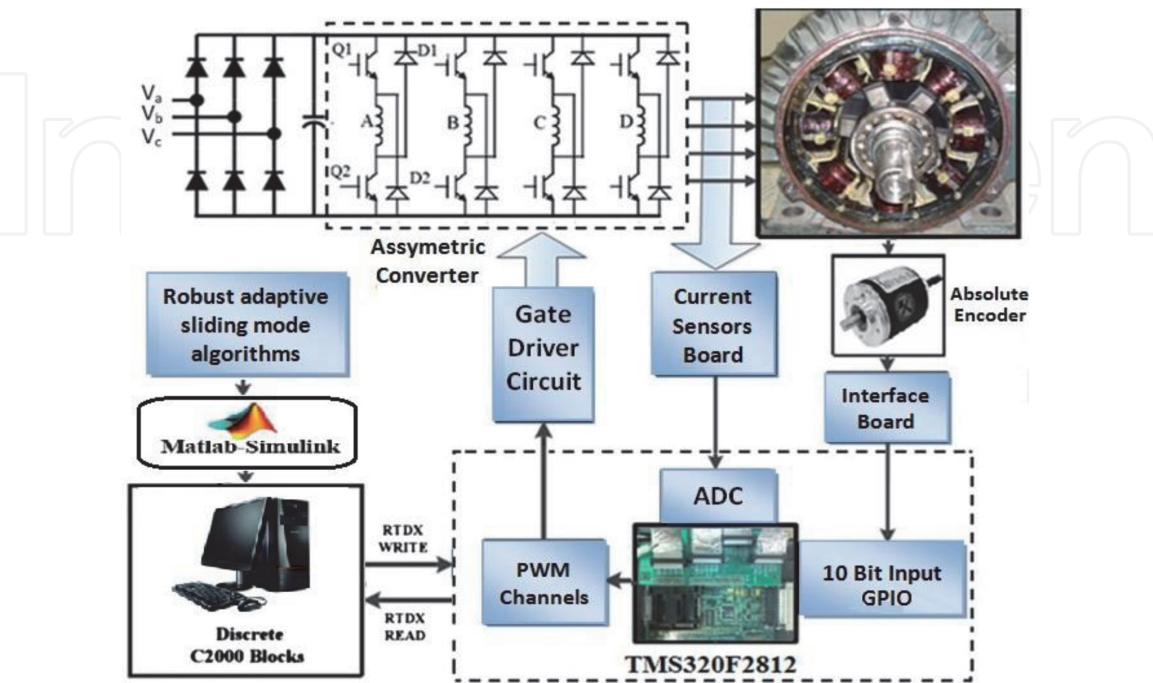 Q1
D1
Va
Vb
Vc
A
B
C
D
Q2
D2
Assymetric
Converter
Robust adaptive
sliding mode
algorithms
Gate
Driver
Circuit
Current
Sensors
Board
Absolute
Encoder
Interface
Board
Matlab-Simulink
ADC
RTDX
WRITE
PWM
Channels
10 Bit Input
GPIO
RTDX
READ
Discrete
C2000 Blocks
TMS320F2812